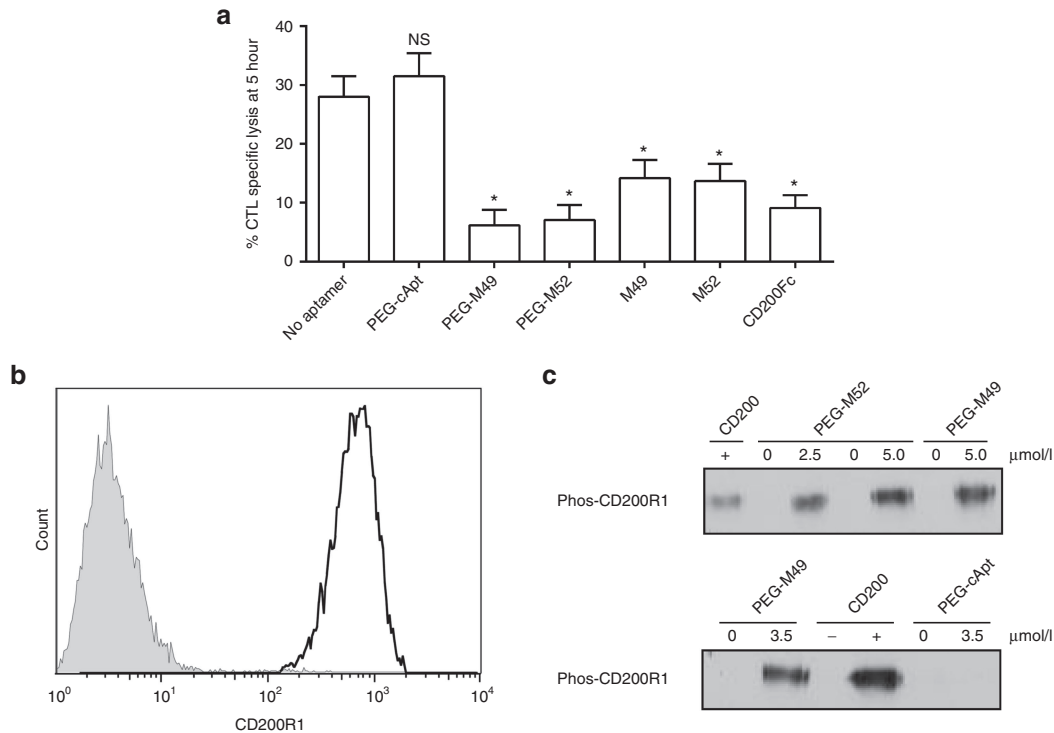 a
% CTL specific lysis at 5 hour
40
30
20
10
0
NS
*
*
*
*
*
No aptamer
PEG-cApt
PEG-M49
PEG-M52
M49
M52
CD200Fc
b
Count
10⁰
10¹
10²
10³
10⁴
CD200R1
c
CD200
PEG-M52
PEG-M49
+ 0 2.5 0 5.0 0 5.0 μmol/l
Phos-CD200R1
PEG-M49
CD200
PEG-cApt
0 3.5 – + 0 3.5 μmol/l
Phos-CD200R1